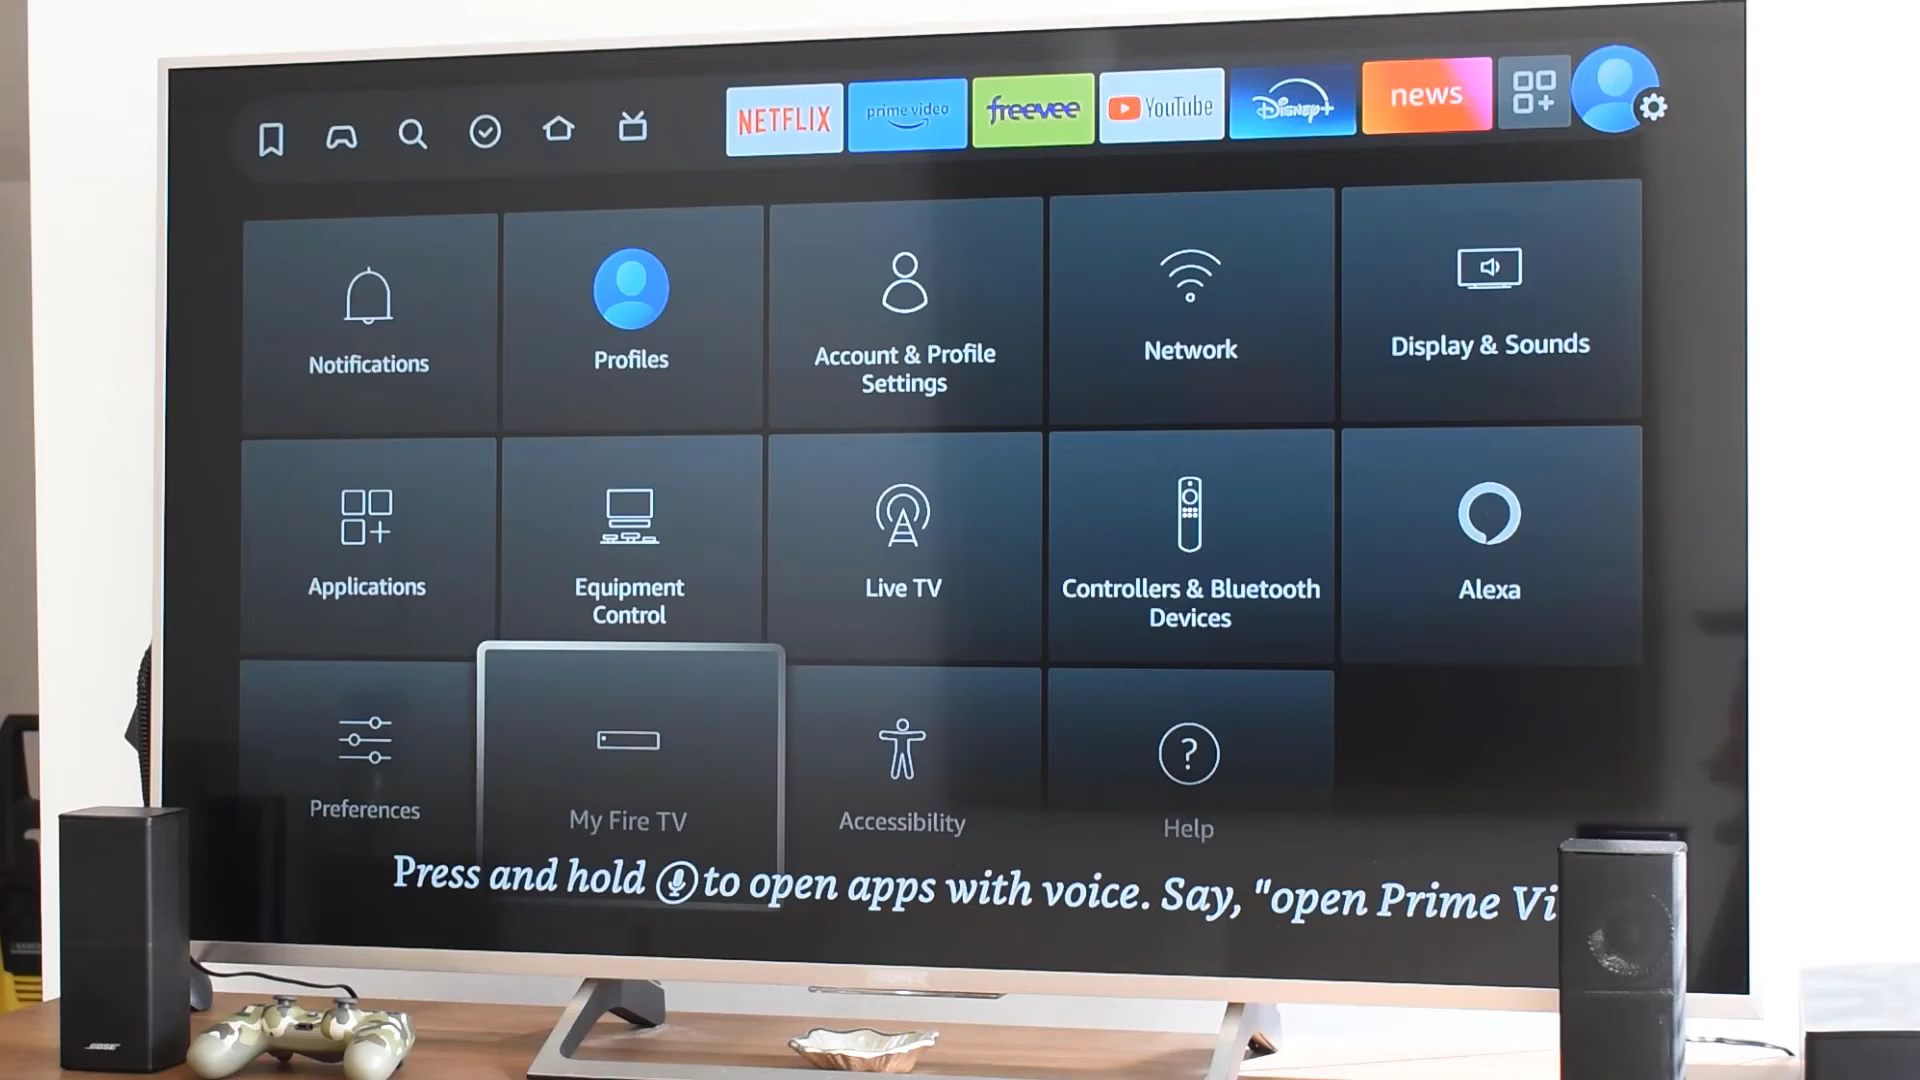 NETFLIX
prime video
freevee
YouTube
Disney+
news
Notifications
Profiles
Account & Profile
Settings
Network
Display & Sounds
Applications
Equipment
Control
Live TV
Controllers & Bluetooth
Devices
Alexa
Preferences
My Fire TV
Accessibility
? Help
Press and hold to open apps with voice. Say, "open Prime Vi
BOSE